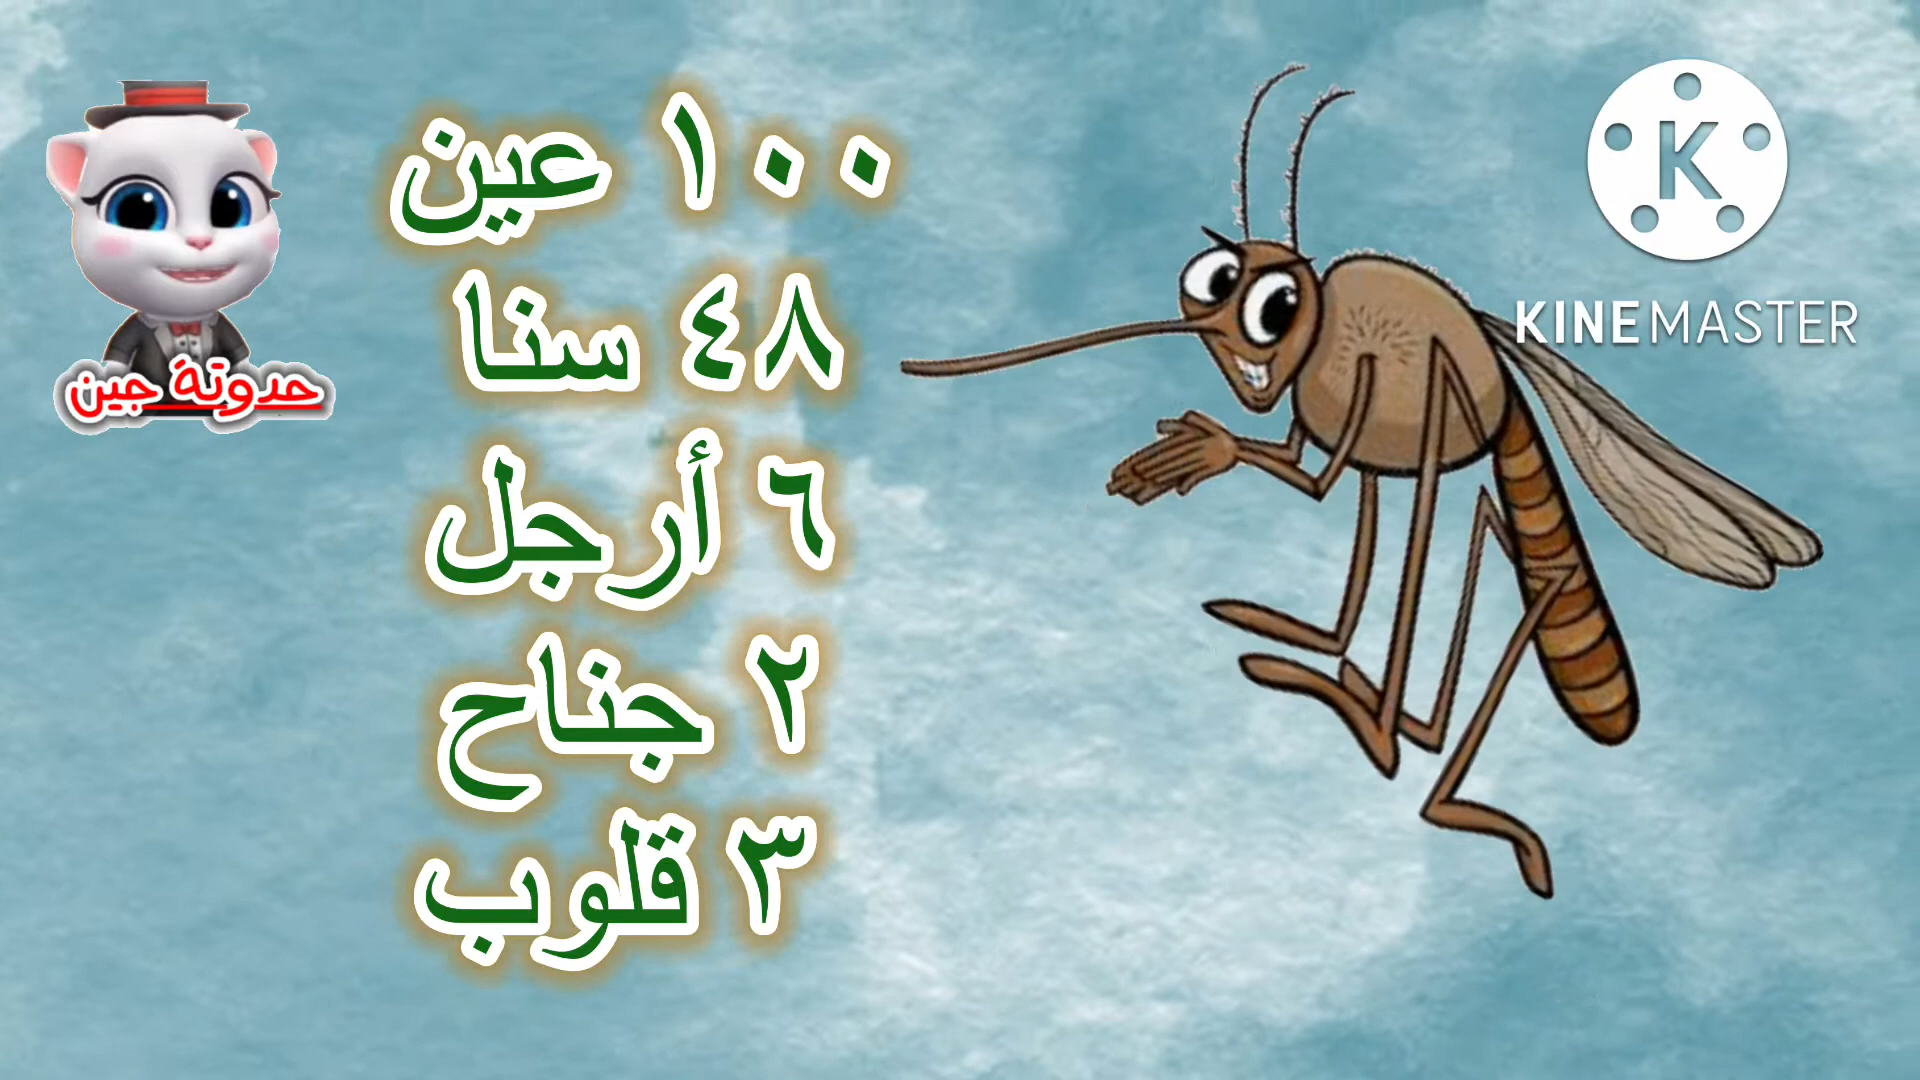 ١٠٠ عين
٤٨ سنا
٦ أرجل
٢ جناح
٣ قلوب
حدوتة جين
K
KINEMASTER